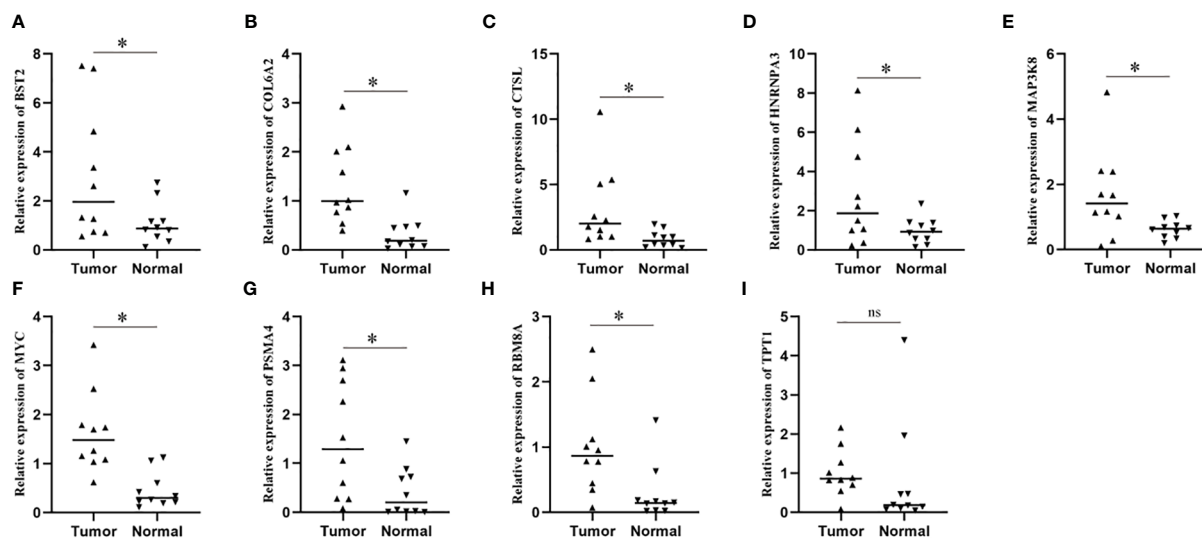 A
B
C
D
E
*
*
*
*
*
Relative expression of BST2
8
6
4
2
0
Tumor Normal
Relative expression of COL6A2
4
3
2
1
0
Tumor Normal
Relative expression of CTSL
15
10
5
0
Tumor Normal
Relative expression of HNRNPA3
10
8
6
4
2
0
Tumor Normal
Relative expression of MAP3K8
6
4
2
0
Tumor Normal
F
G
H
I
*
*
*
ns
Relative expression of MYC
4
3
2
1
0
Tumor Normal
Relative expression of PSMA4
4
3
2
1
0
Tumor Normal
Relative expression of RBM8A
3
2
1
0
Tumor Normal
Relative expression of TPT1
5
4
3
2
1
0
Tumor Normal